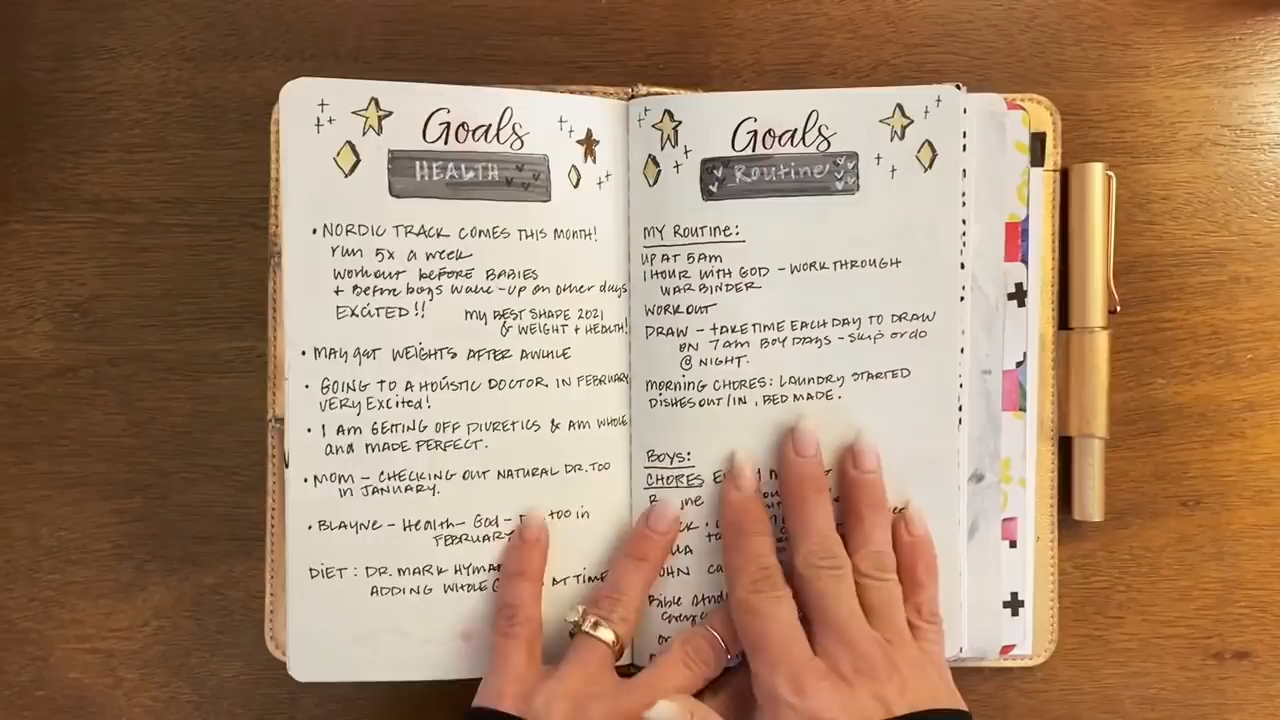 Goals
HEALTH
• NORDIC TRACK COMES THIS MONTH!
run 5x a week
workout before BABIES
+ Before boys wake-up on other days
EXCITED!!
my BEST SHAPE 2021
& WEIGHT + HEALTH!
• MAY get WEIGHTS AFTER AWHILE
• GOING TO A HOLISTIC DOCTOR IN FEBRUARY
VERY EXCITED!
• I AM GETTING OFF DIURETICS & AM WHOLE
and MADE PERFECT.
• MOM – CHECKING OUT NATURAL DR. TOO
in JANUARY.
• BLAYNE – Health – God – TOO in
FEBRUARY
DIET: DR. MARK HYMAN
ADDING WHOLE AT TIME
Goals
Routine
MY ROUTINE:
UP AT 5AM
1 HOUR WITH GOD – WORK THROUGH
WAR BINDER
WORKOUT
DRAW – TAKE TIME EACH DAY TO DRAW
ON 7am BOY DAYS – skip or do
@ NIGHT.
MORNING CHORES: LAUNDRY STARTED
DISHES OUT/IN, BED MADE.
BOYS:
CHORES
Bible Study